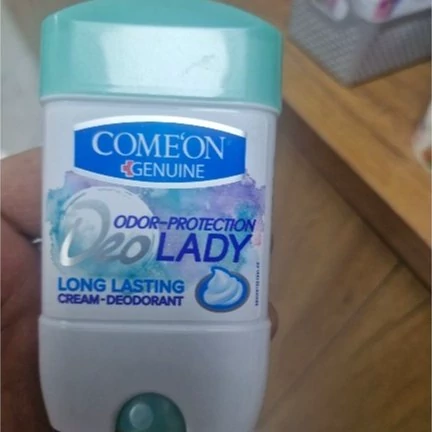 COME'ON
GENUINE
ODOR-PROTECTION
Deo LADY
LONG LASTING
CREAM-DEODORANT